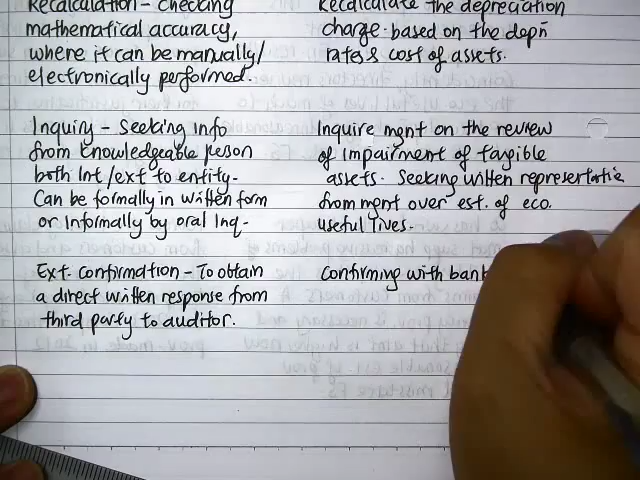 Recalculation - checking
mathematical accuracy,
where it can be manually/
electronically performed.
Recalculate the depreciation
charge based on the depn
rates & cost of assets.
Inquiry - Seeking info
from knowledgeable person
both Int/ext to entity.
Can be formally in written form
or informally by oral Inq.
Inquire mgnt on the review
of impairment of tangible
assets. Seeking written representatio
from mgnt over est. of eco.
useful lives.
Ext. confirmation - To obtain
a direct written response from
third party to auditor.
Confirming with bank